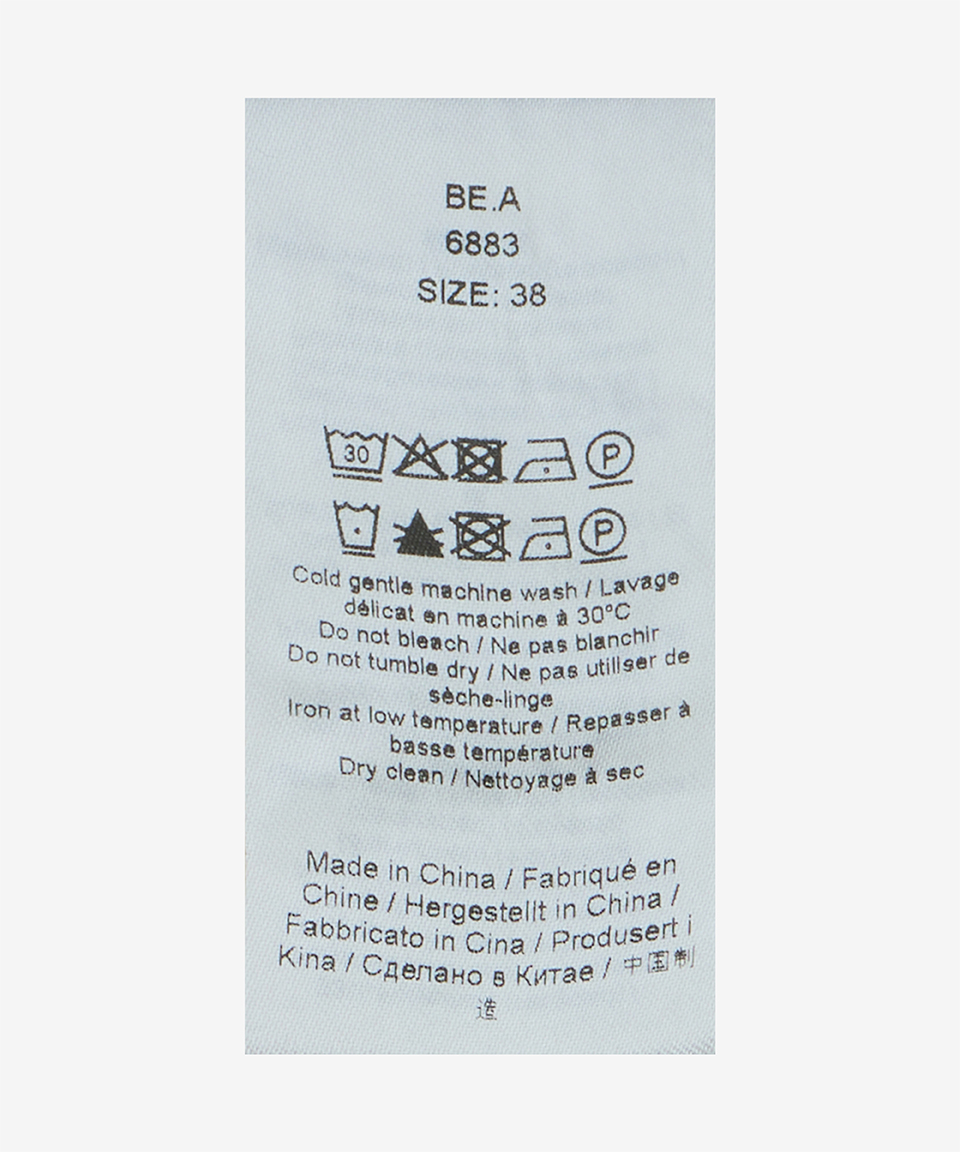 BE.A
6883
SIZE: 38
30 P
P
Cold gentle machine wash / Lavage
délicat en machine à 30°C
Do not bleach / Ne pas blanchir
Do not tumble dry / Ne pas utiliser de
sèche-linge
Iron at low temperature / Repasser à
basse température
Dry clean / Nettoyage à sec
Made in China / Fabriqué en
Chine / Hergestellt in China /
Fabbricato in Cina / Produsert i
Kina / Сделано в Китае / 中国制
造